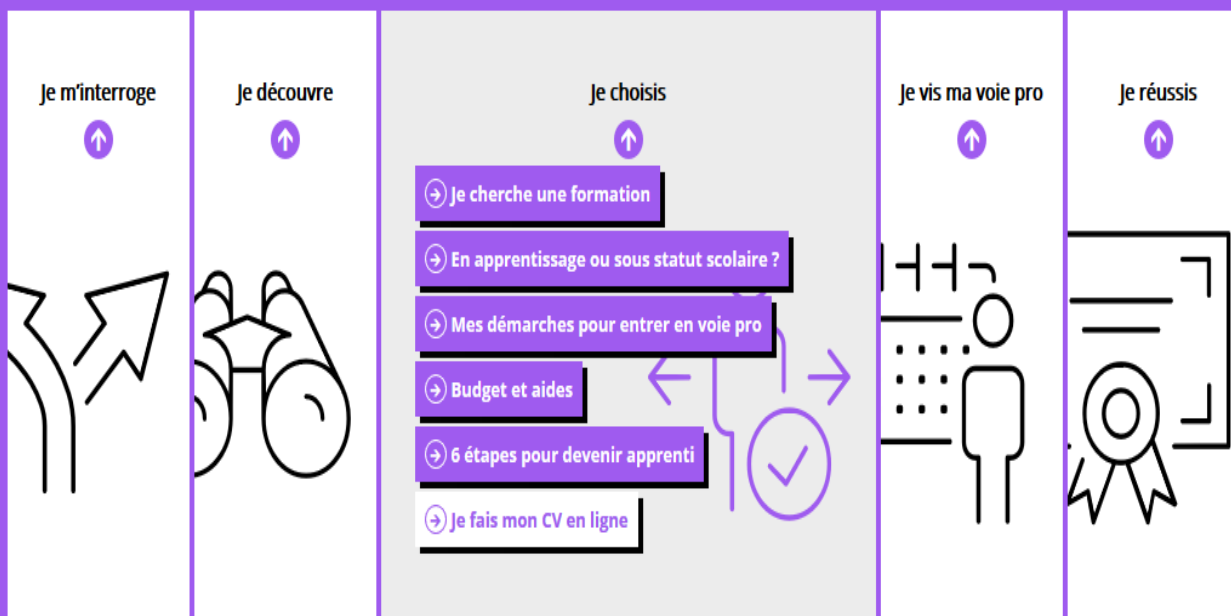 Je m'interroge
Je découvre
Je choisis
Je cherche une formation
En apprentissage ou sous statut scolaire ?
Mes démarches pour entrer en voie pro
Budget et aides
6 étapes pour devenir apprenti
Je fais mon CV en ligne
Je vis ma voie pro
Je réussis